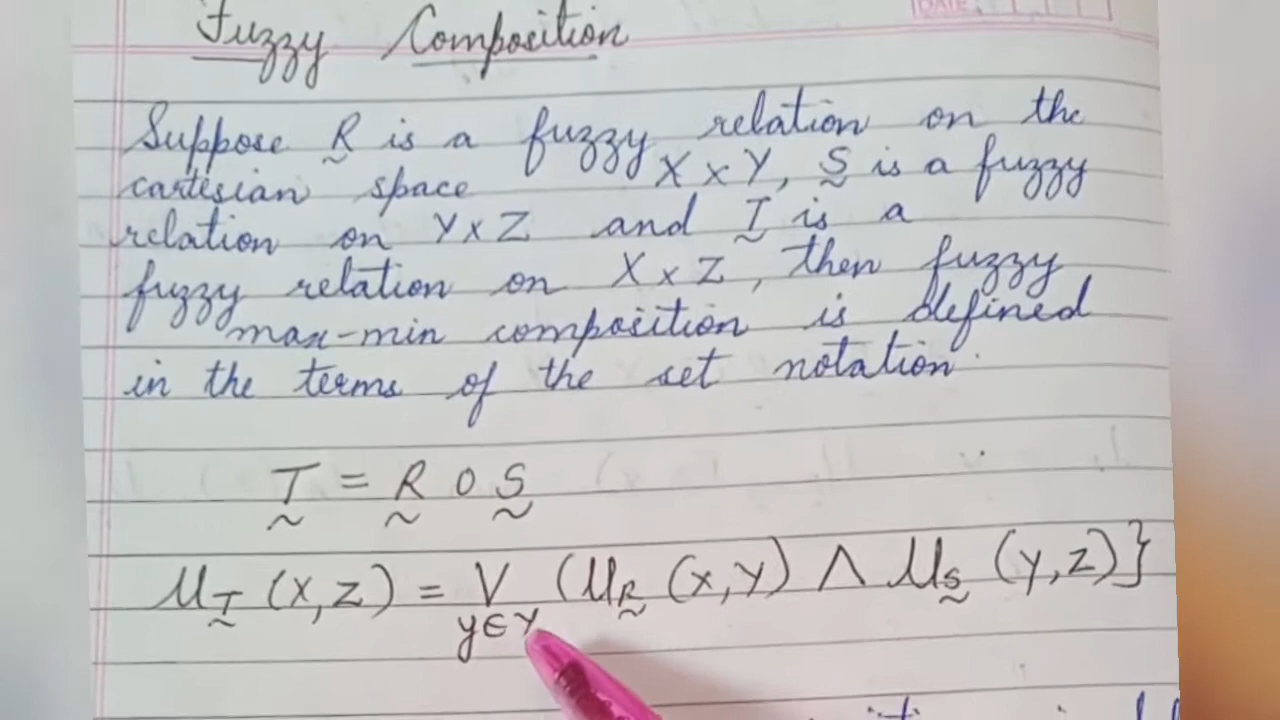 DATE
Fuzzy Composition
Suppose R̰ is a fuzzy relation on the
cartesian space X x Y, S̰ is a fuzzy
relation on Y x Z and T̰ is a
fuzzy relation on X x Z, then fuzzy
max-min composition is defined
in the terms of the set notation.
T̰ = R̰ o S̰
μT̰ (x,z) = V (μR̰ (x,y) ∧ μS̰ (y,z)}
y∈Y